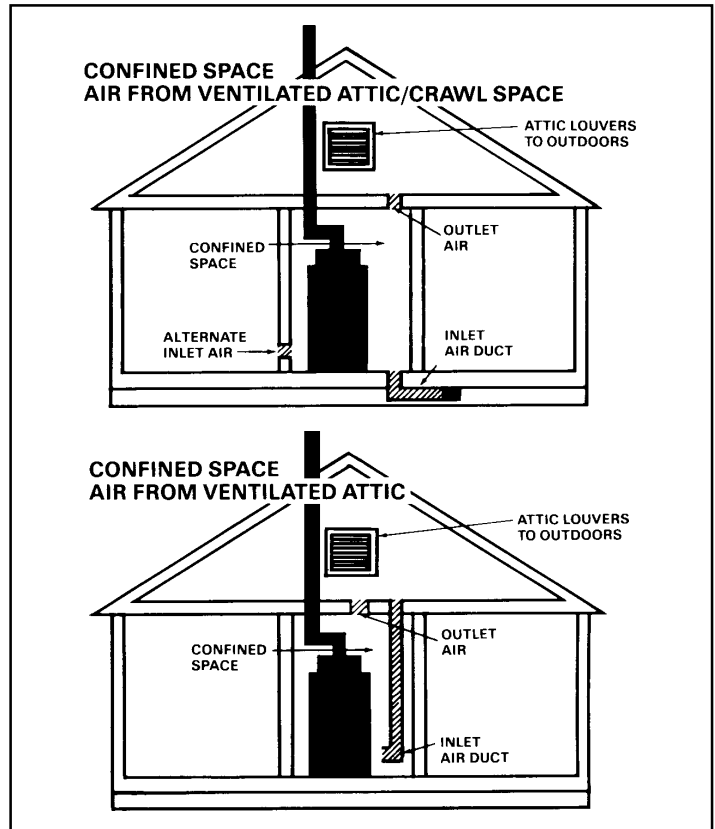 CONFINED SPACE
AIR FROM VENTILATED ATTIC/CRAWL SPACE
ATTIC LOUVERS
TO OUTDOORS
OUTLET
AIR
CONFINED
SPACE
ALTERNATE
INLET AIR
INLET
AIR DUCT
CONFINED SPACE
AIR FROM VENTILATED ATTIC
ATTIC LOUVERS
TO OUTDOORS
OUTLET
AIR
CONFINED
SPACE
INLET
AIR DUCT